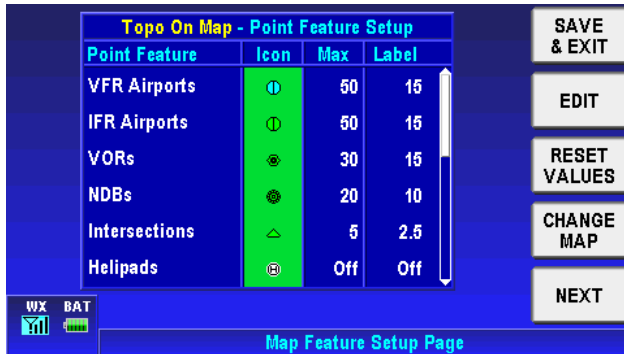 Topo On Map - Point Feature Setup
Point Feature Icon Max Label
VFR Airports 50 15
IFR Airports 50 15
VORs 30 15
NDBs 20 10
Intersections 5 2.5
Helipads H Off Off
SAVE
& EXIT
EDIT
RESET
VALUES
CHANGE
MAP
NEXT
WX BAT
Map Feature Setup Page